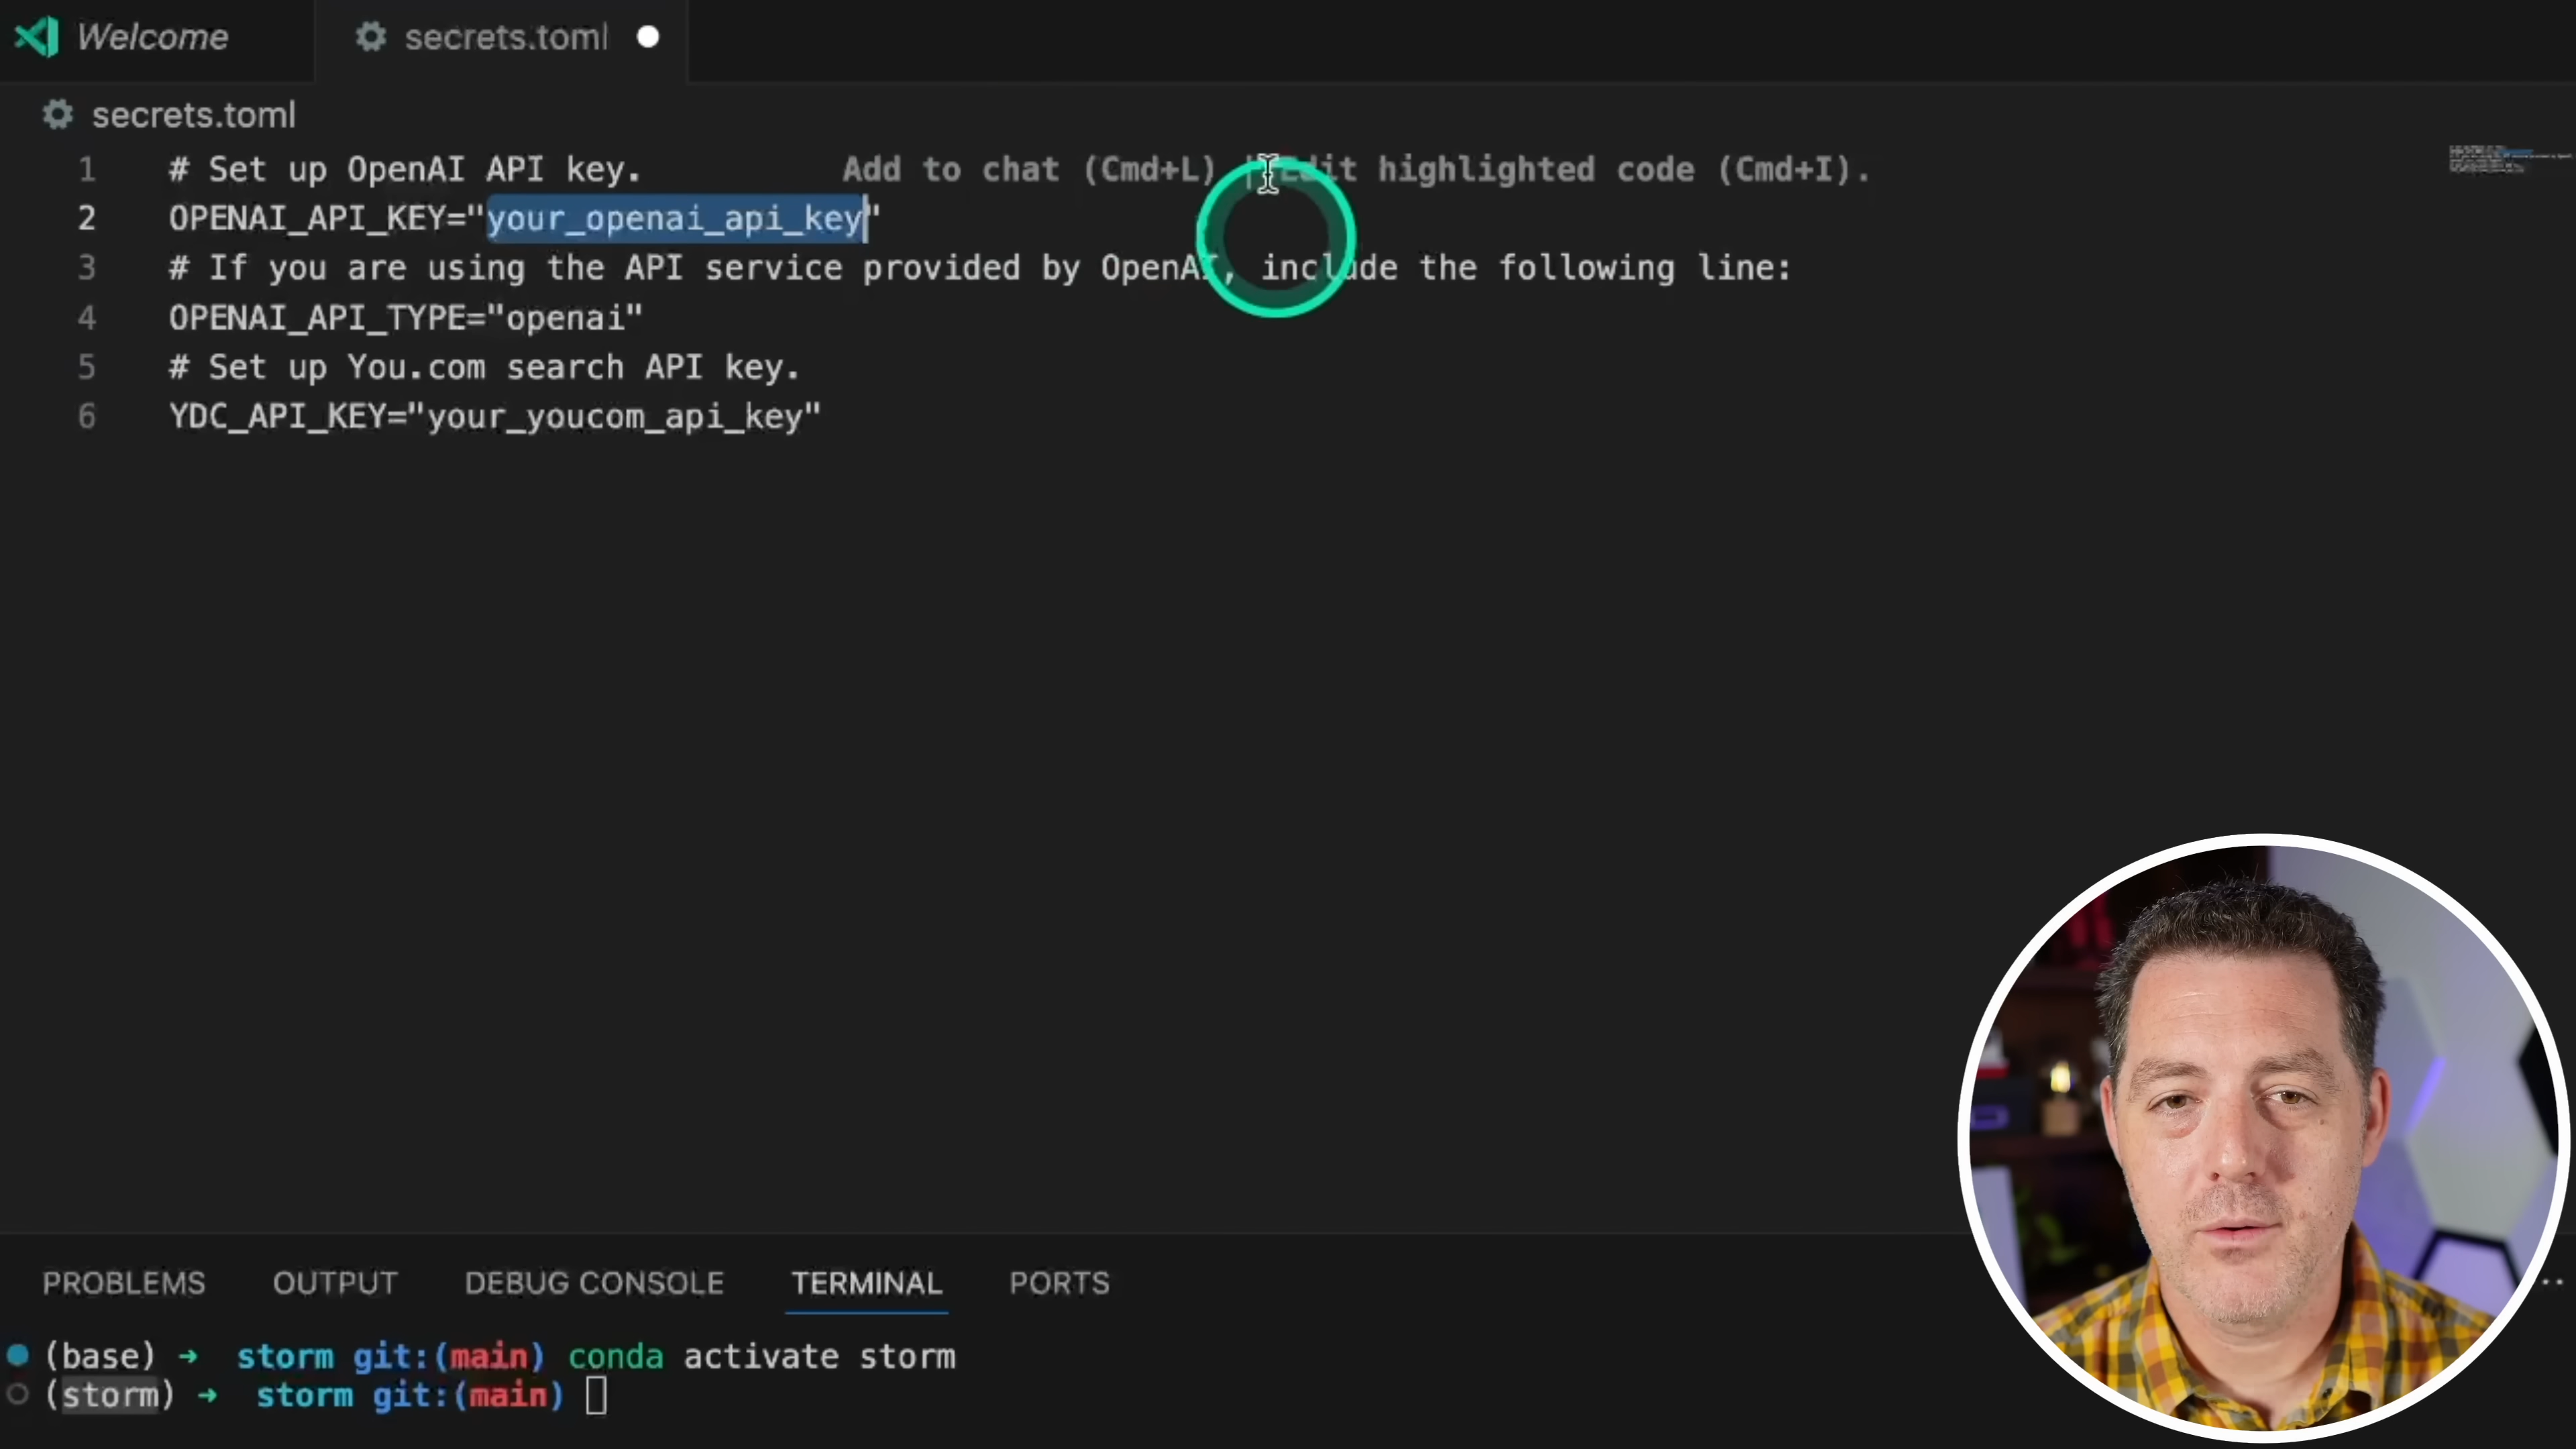 Welcome
secrets.toml
secrets.toml
1 # Set up OpenAI API key. Add to chat (Cmd+L) | Edit highlighted code (Cmd+I).
2 OPENAI_API_KEY="your_openai_api_key"
3 # If you are using the API service provided by OpenAI, include the following line:
4 OPENAI_API_TYPE="openai"
5 # Set up You.com search API key.
6 YDC_API_KEY="your_youcom_api_key"
PROBLEMS OUTPUT DEBUG CONSOLE TERMINAL PORTS
(base) ➜ storm git:(main) conda activate storm
(storm) ➜ storm git:(main)